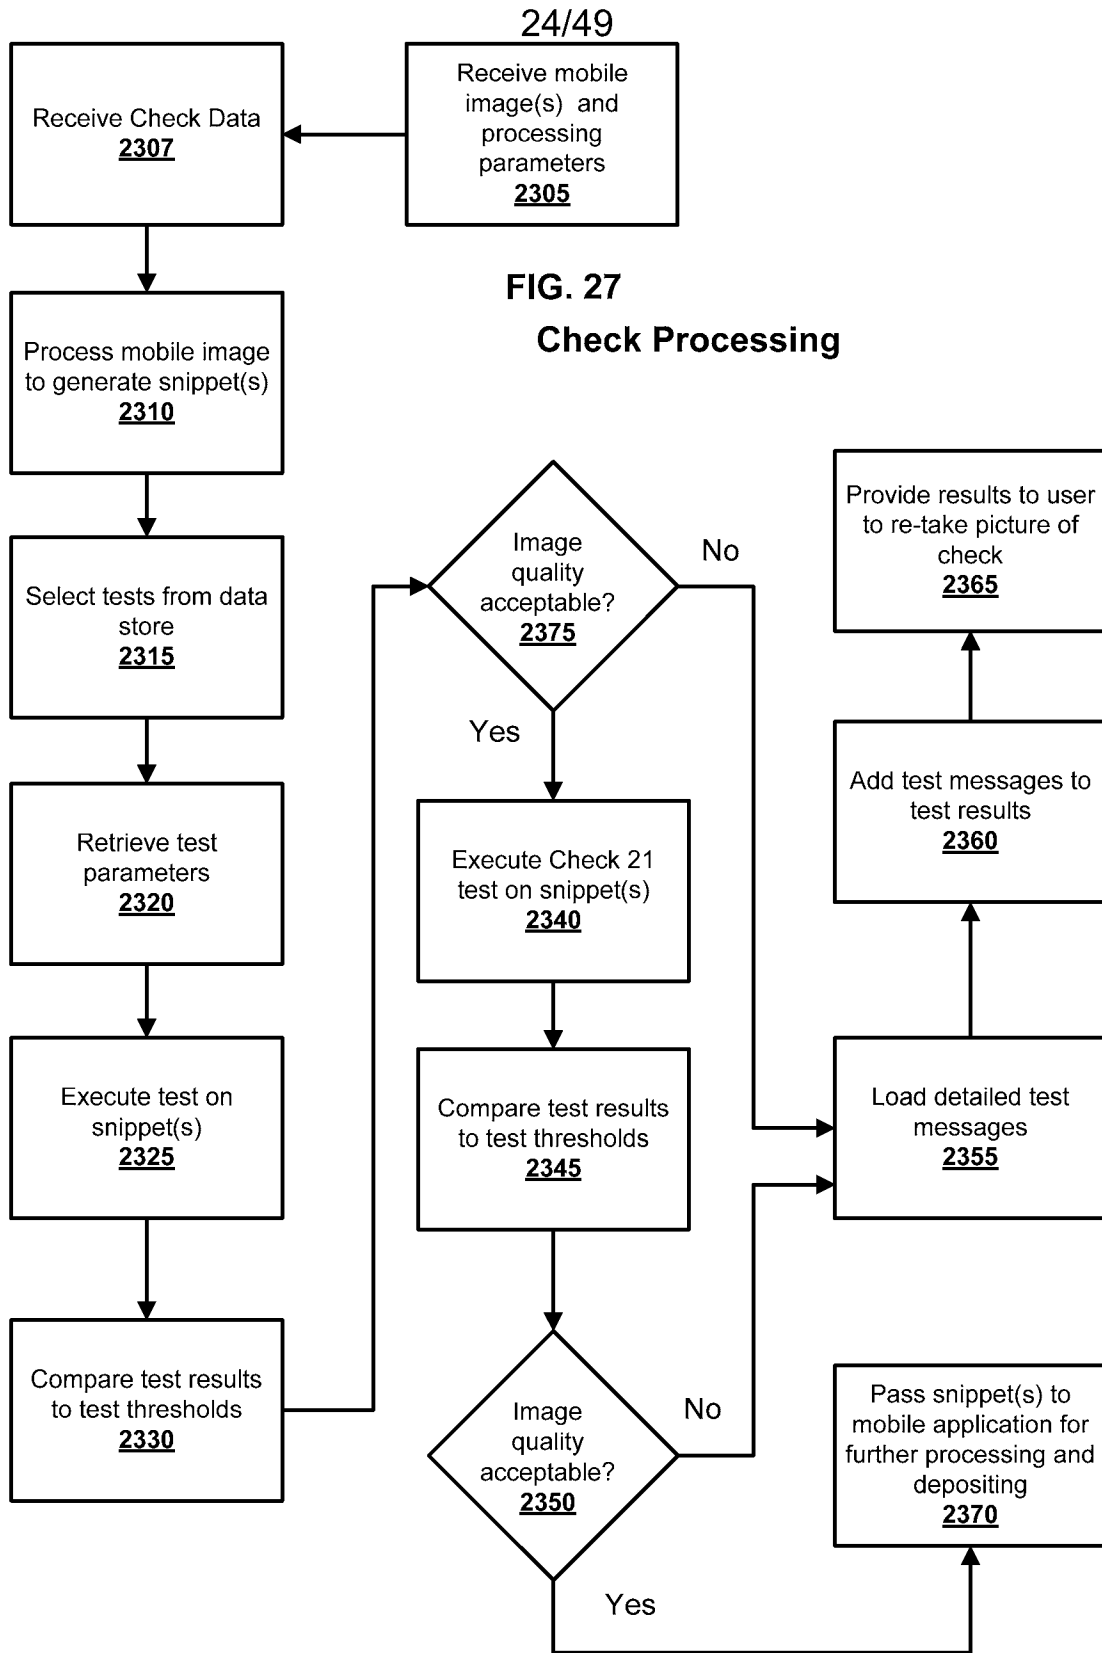 24/49
Receive Check Data
2307
Receive mobile
image(s) and
processing
parameters
2305
FIG. 27
Check Processing
Process mobile image
to generate snippet(s)
2310
Select tests from data
store
2315
Retrieve test
parameters
2320
Execute test on
snippet(s)
2325
Compare test results
to test thresholds
2330
Image
quality
acceptable?
2375
No
Yes
Execute Check 21
test on snippet(s)
2340
Compare test results
to test thresholds
2345
Image
quality
acceptable?
2350
No
Yes
Provide results to user
to re-take picture of
check
2365
Add test messages to
test results
2360
Load detailed test
messages
2355
Pass snippet(s) to
mobile application for
further processing and
depositing
2370